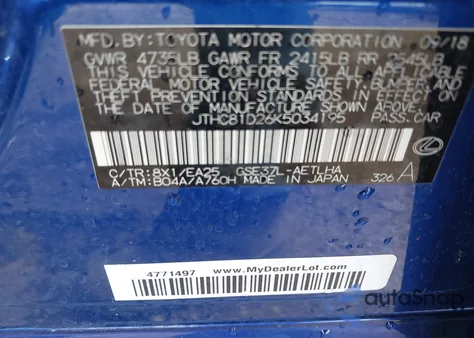 MFD. BY: TOYOTA MOTOR CORPORATION 09/18
GVWR 4735LB GAWR FR 2415LB RR 2545LB
THIS VEHICLE CONFORMS TO ALL APPLICABLE
FEDERAL MOTOR VEHICLE SAFETY, BUMPER, AND
THEFT PREVENTION STANDARDS IN EFFECT ON
THE DATE OF MANUFACTURE SHOWN ABOVE.
JTHC81D26K5034195 PASS.CAR
C/TR:8X1/EA25 GSE37L-AETLHA
A/TM:B04A/A760H MADE IN JAPAN 326 A
4771497 www.MyDealerLot.com
autoSnap